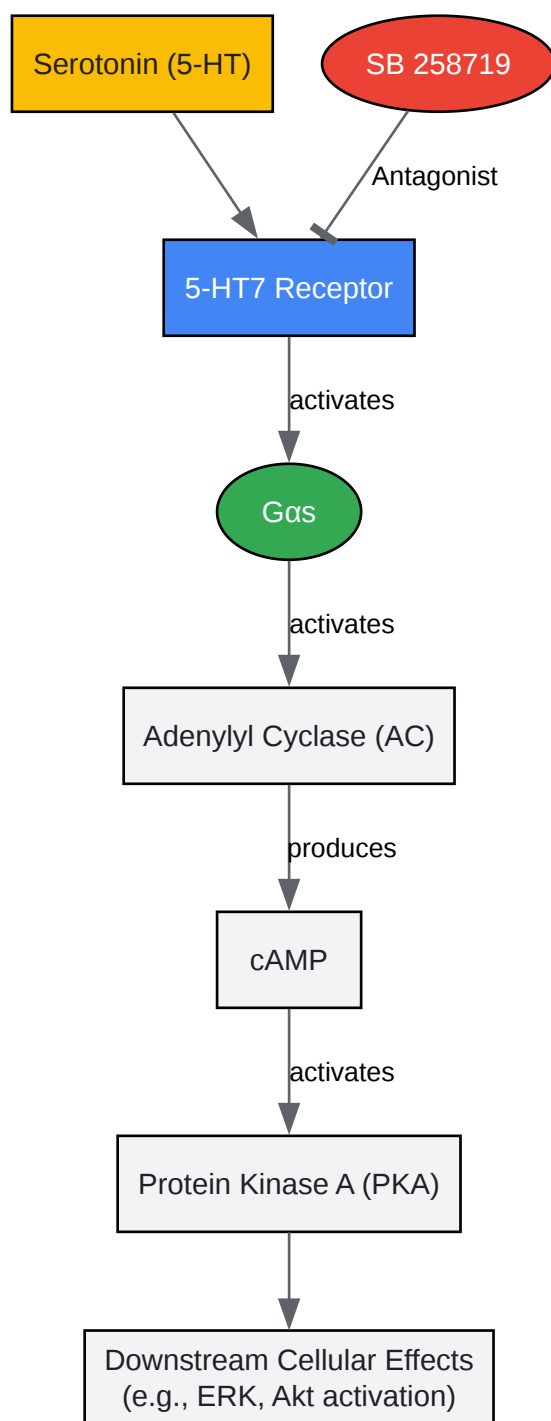 Serotonin (5-HT)
SB 258719
Antagonist
5-HT7 Receptor
activates
Gαs
activates
Adenylyl Cyclase (AC)
produces
cAMP
activates
Protein Kinase A (PKA)
Downstream Cellular Effects
(e.g., ERK, Akt activation)